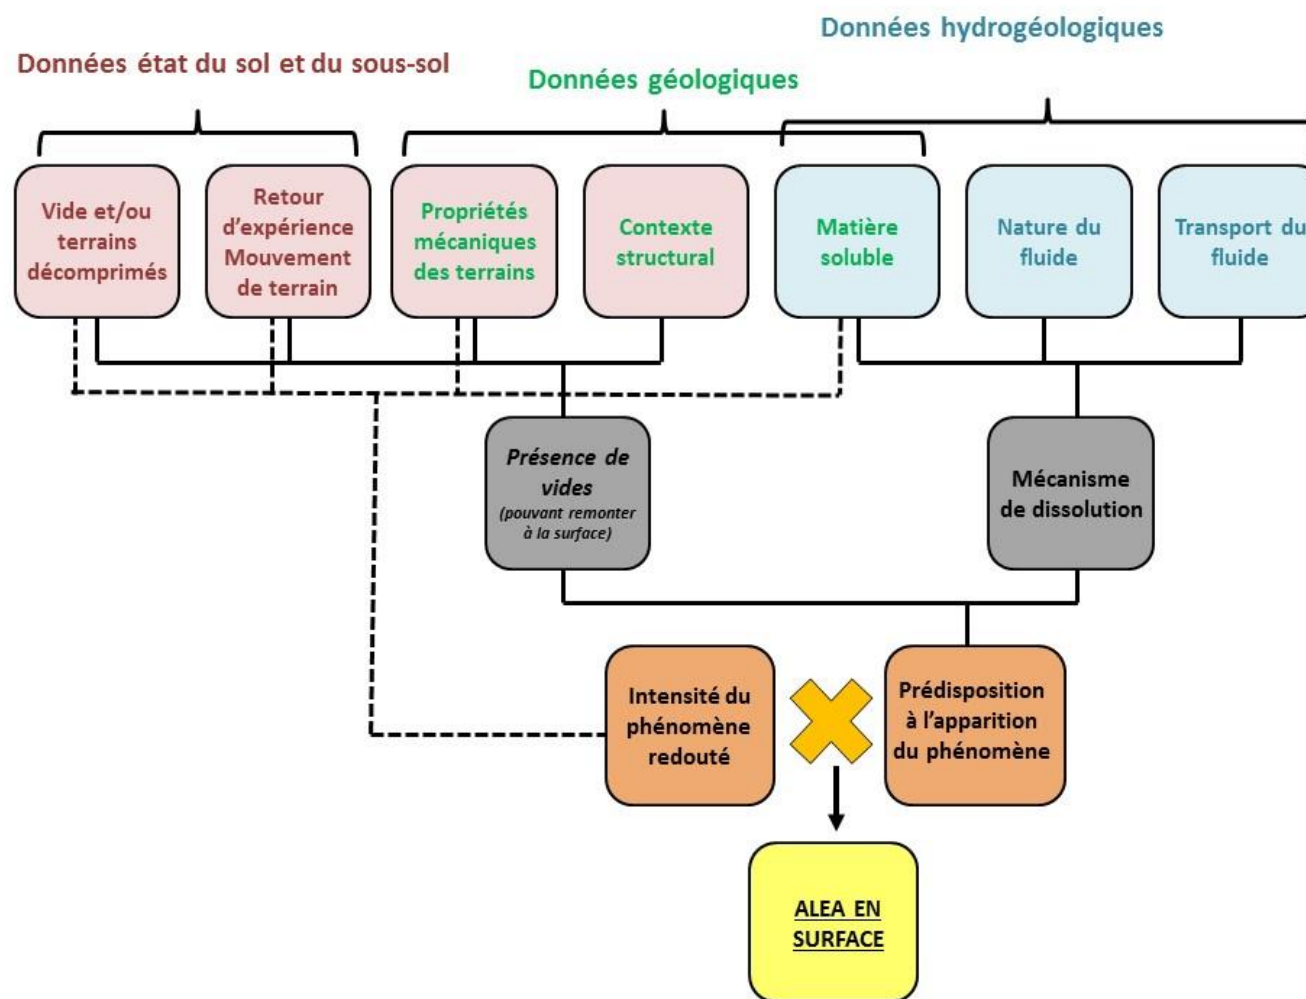 Données hydrogéologiques
Données état du sol et du sous-sol
Données géologiques
Vide et/ou
terrains
décomprimés
Retour
d’expérience
Mouvement
de terrain
Propriétés
mécaniques
des terrains
Contexte
structural
Matière
soluble
Nature du
fluide
Transport du
fluide
Présence de
vides
(pouvant remonter
à la surface)
Mécanisme
de dissolution
Intensité du
phénomène
redouté
Prédisposition
à l’apparition
du phénomène
ALEA EN
SURFACE